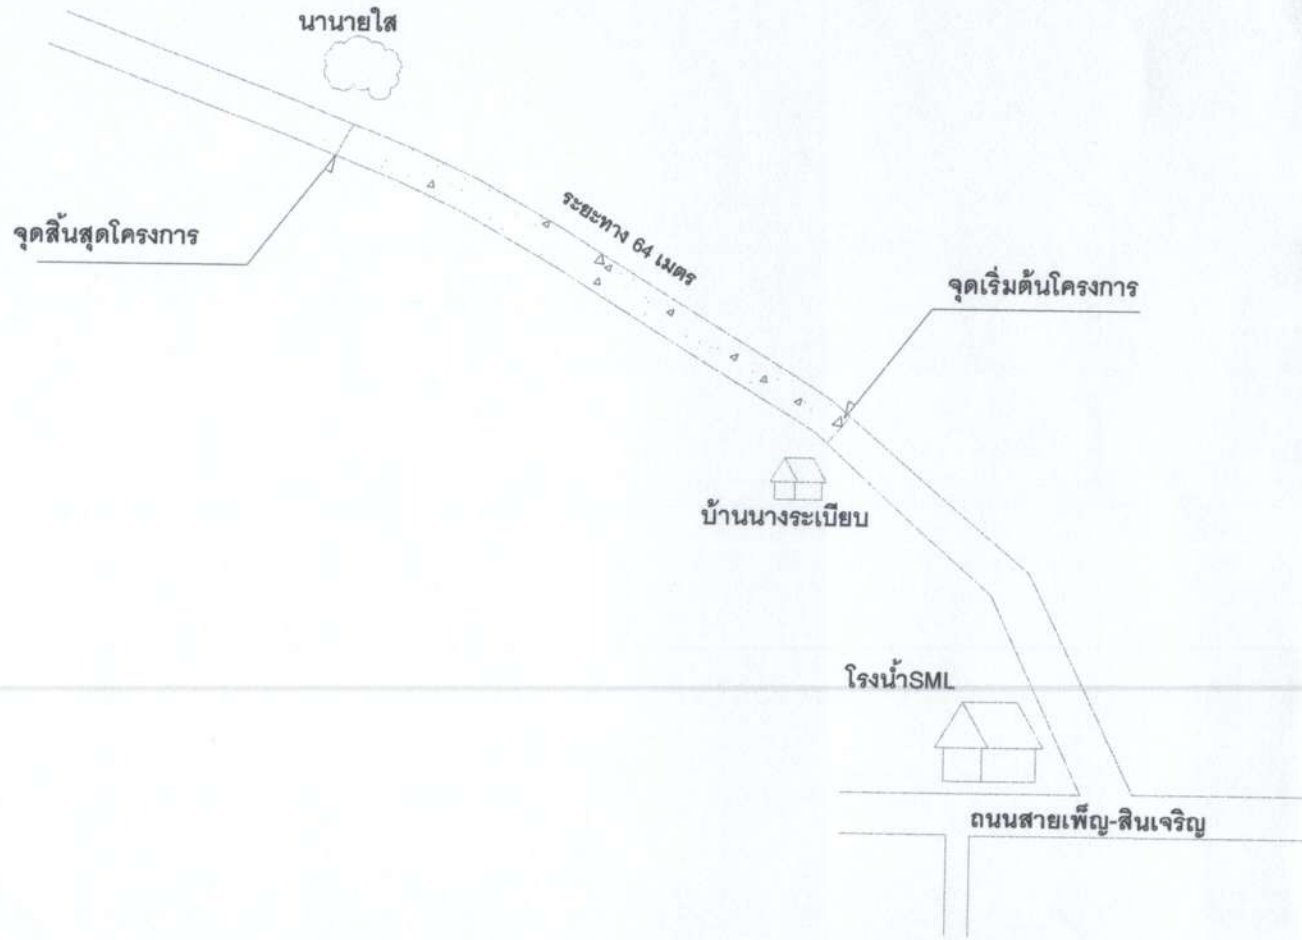 นานายใส
จุดสิ้นสุดโครงการ
ระยะทาง 64 เมตร
จุดเริ่มต้นโครงการ
บ้านนางระเบียบ
โรงน้ำSML
ถนนสายเพ็ญ-สินเจริญ